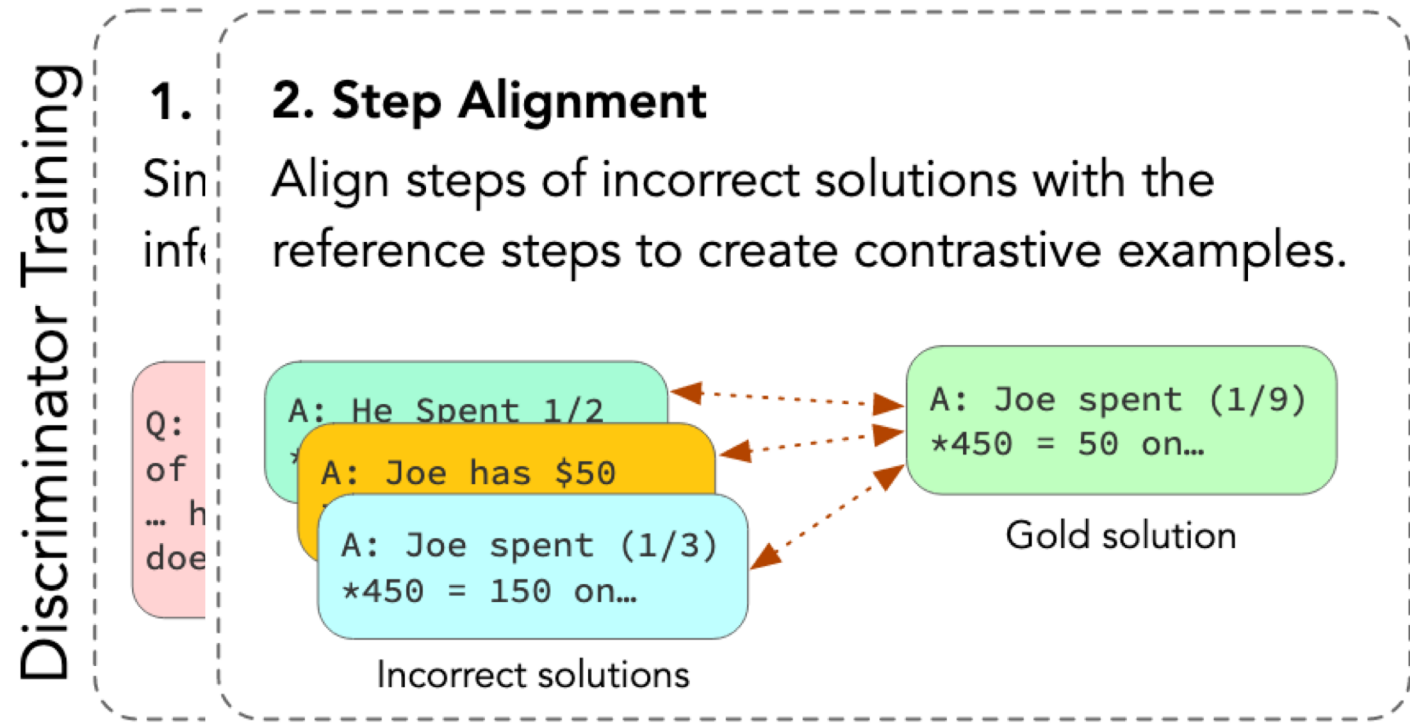 Discriminator Training
1.
Sin
infe
Q:
of
… h
doe
2. Step Alignment
Align steps of incorrect solutions with the
reference steps to create contrastive examples.
A: He Spent 1/2
*
A: Joe has $50
A: Joe spent (1/3)
*450 = 150 on…
Incorrect solutions
A: Joe spent (1/9)
*450 = 50 on…
Gold solution